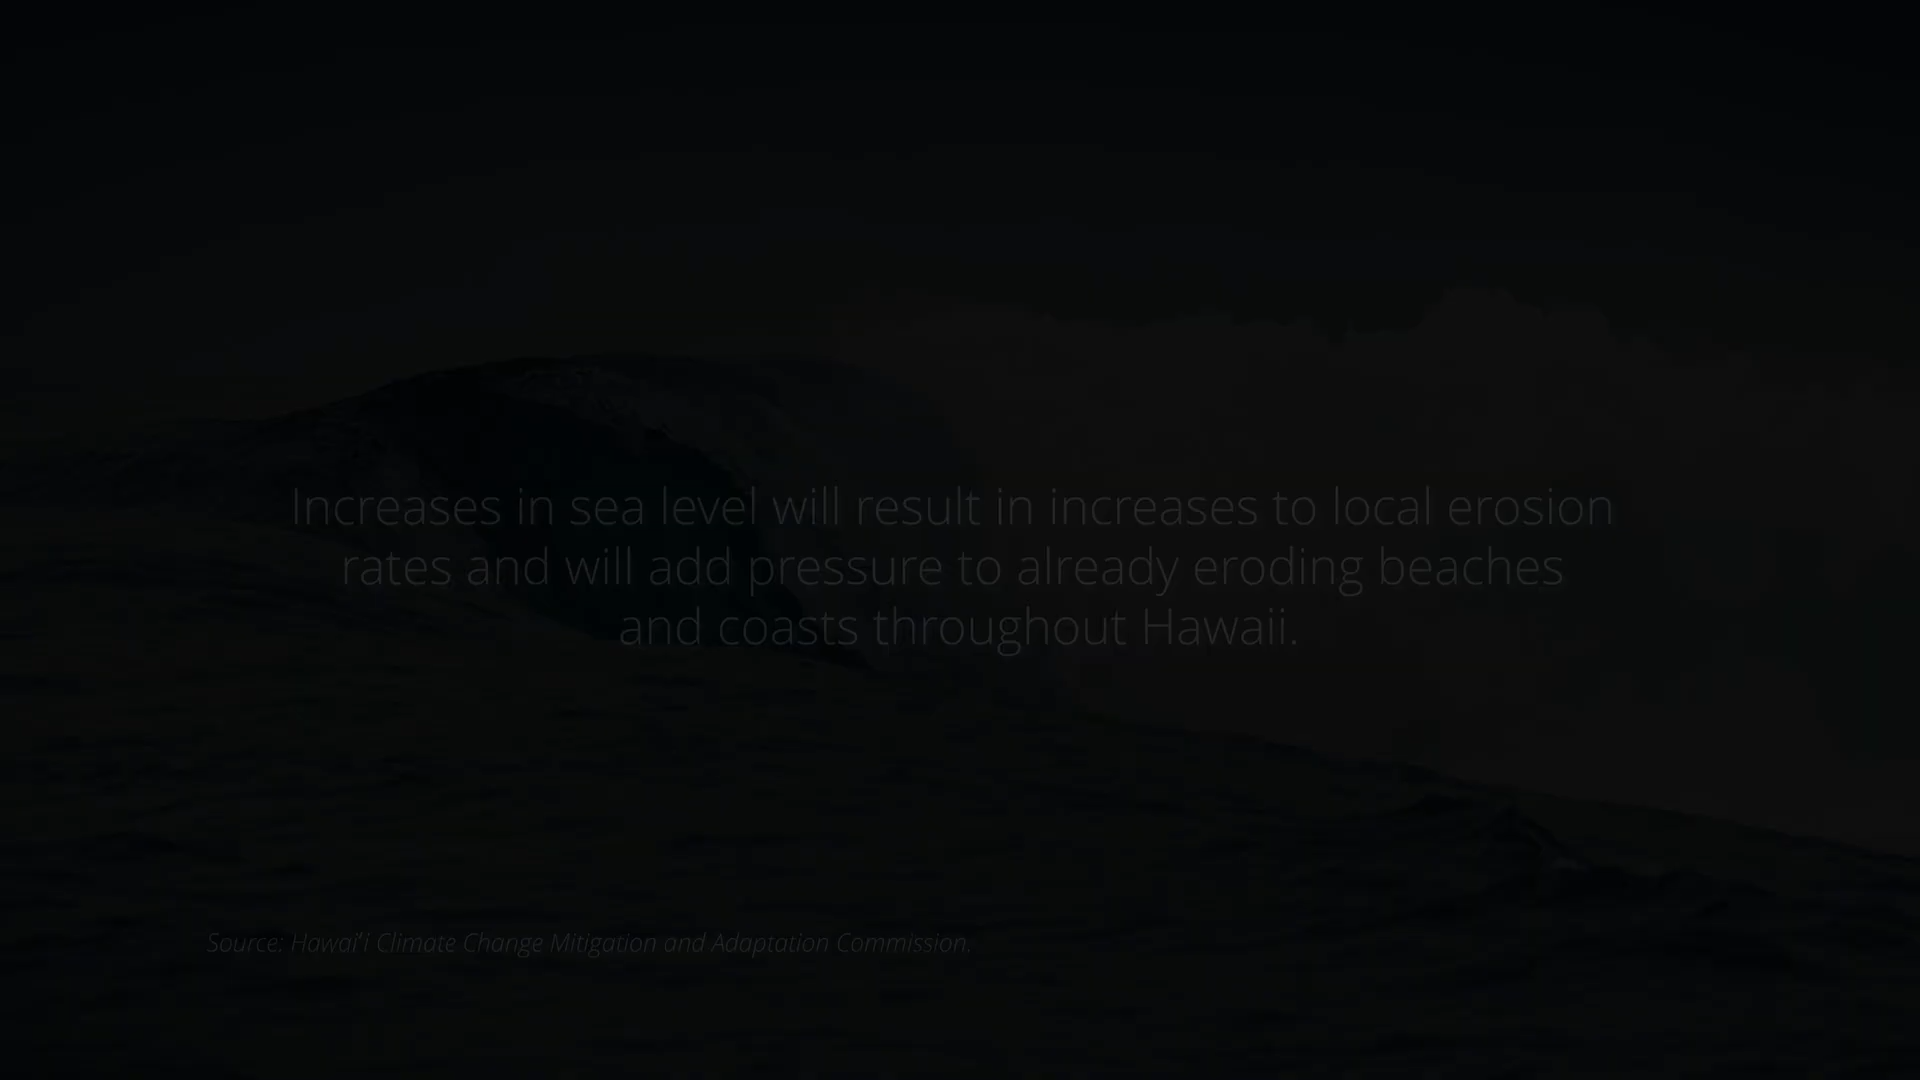 Increases in sea level will result in increases to local erosion
rates and will add pressure to already eroding beaches
and coasts throughout Hawaii.
Source: Hawaiʻi Climate Change Mitigation and Adaptation Commission.